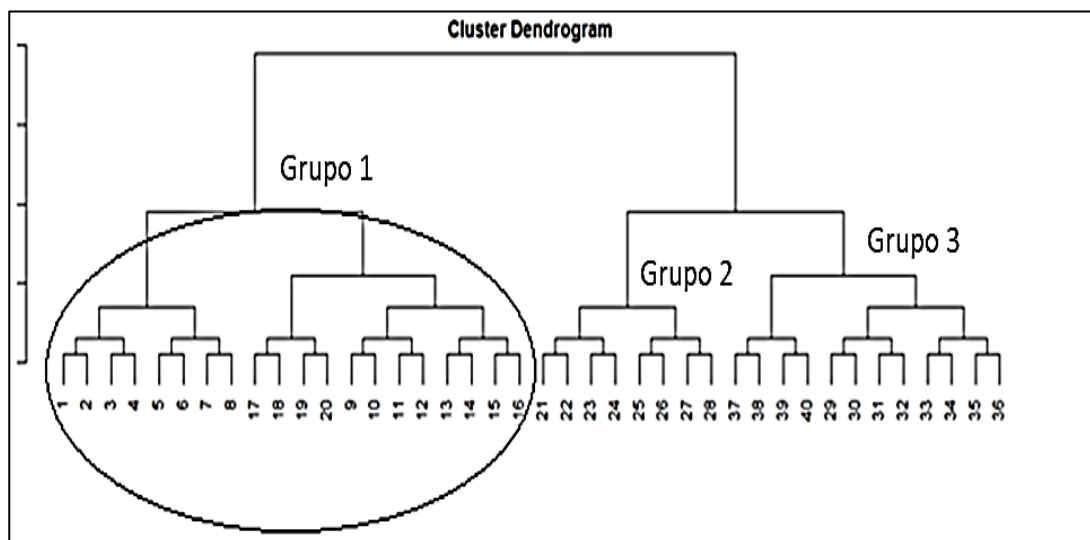 Cluster Dendrogram
Grupo 1
Grupo 3
Grupo 2
1 2 3 4 5 6 7 8 17 18 19 20 9 10 11 12 13 14 15 16 21 22 23 24 25 26 27 28 37 38 39 40 29 30 31 32 33 34 35 36